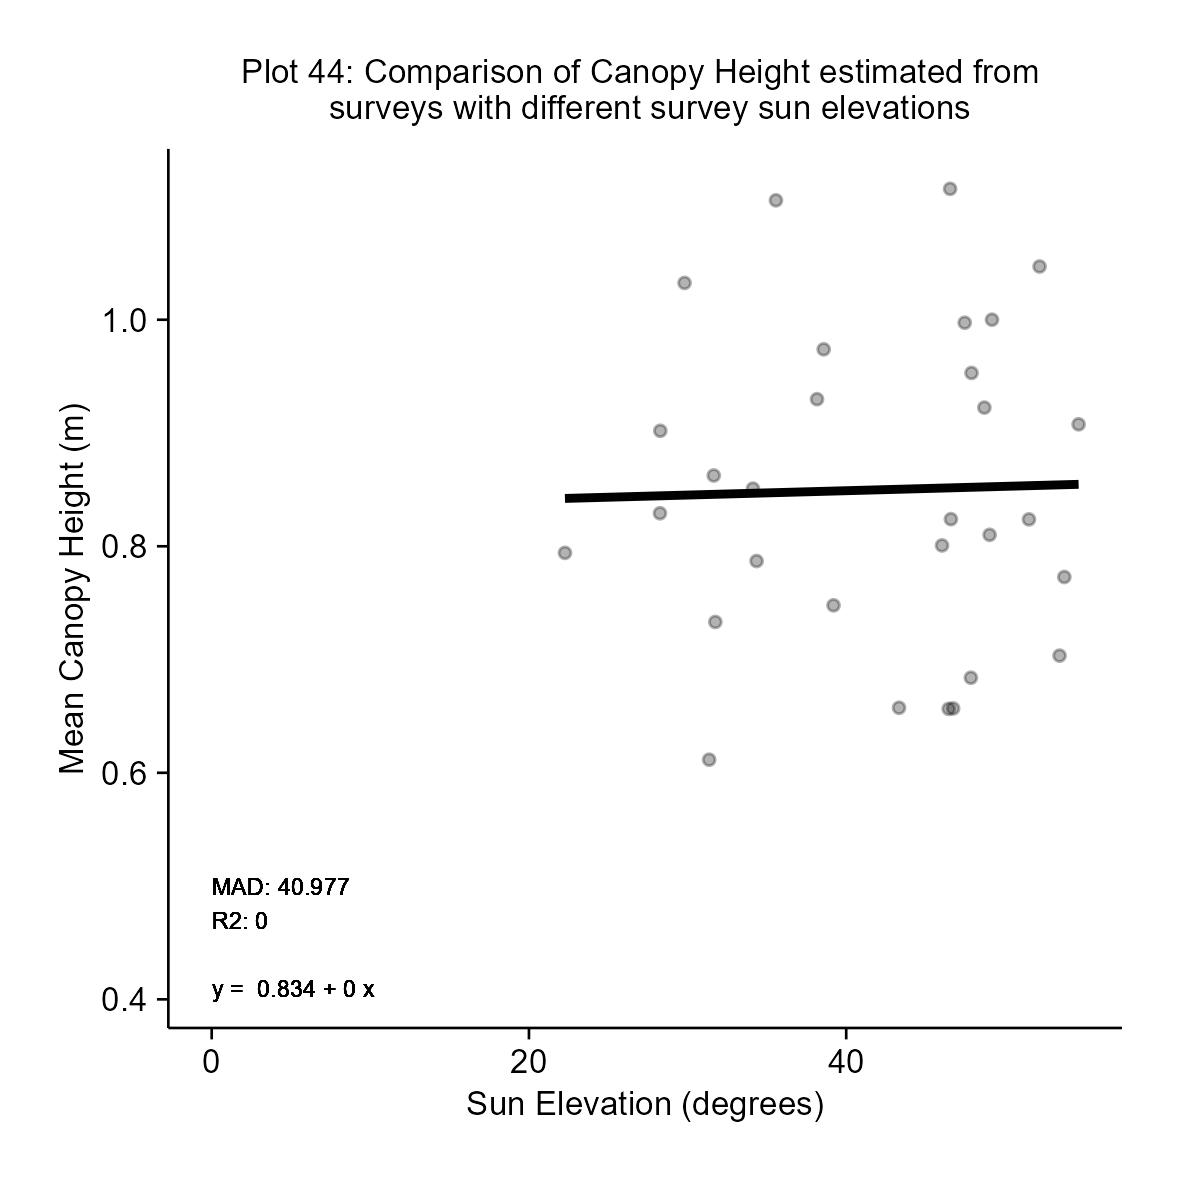 Plot 44: Comparison of Canopy Height estimated from
surveys with different survey sun elevations
Mean Canopy Height (m)
1.0
0.8
0.6
0.4
MAD: 40.977
R2: 0
y = 0.834 + 0 x
0
20
40
Sun Elevation (degrees)